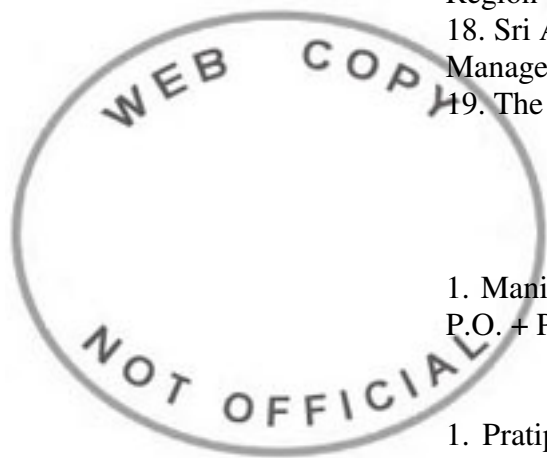 Region
18. Sri
Manage
19. The
WEB COPY
1. Mani
P.O. +
NOT OFFICIAL
1. Pratip